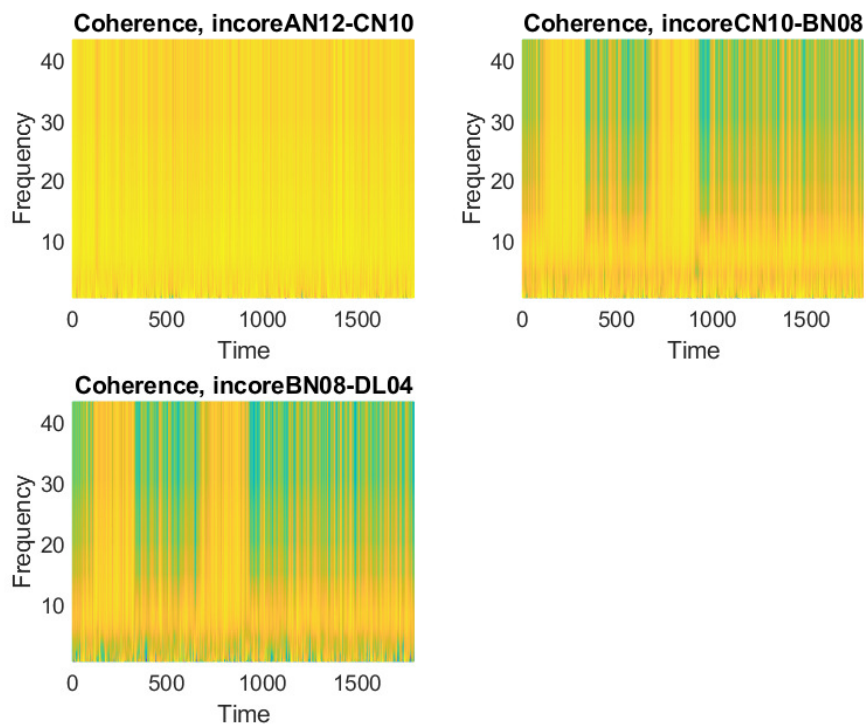 Coherence, incoreAN12-CN10
40
30
20
10
Frequency
0 500 1000 1500
Time
Coherence, incoreCN10-BN08
40
30
20
10
Frequency
0 500 1000 1500
Time
Coherence, incoreBN08-DL04
40
30
20
10
Frequency
0 500 1000 1500
Time